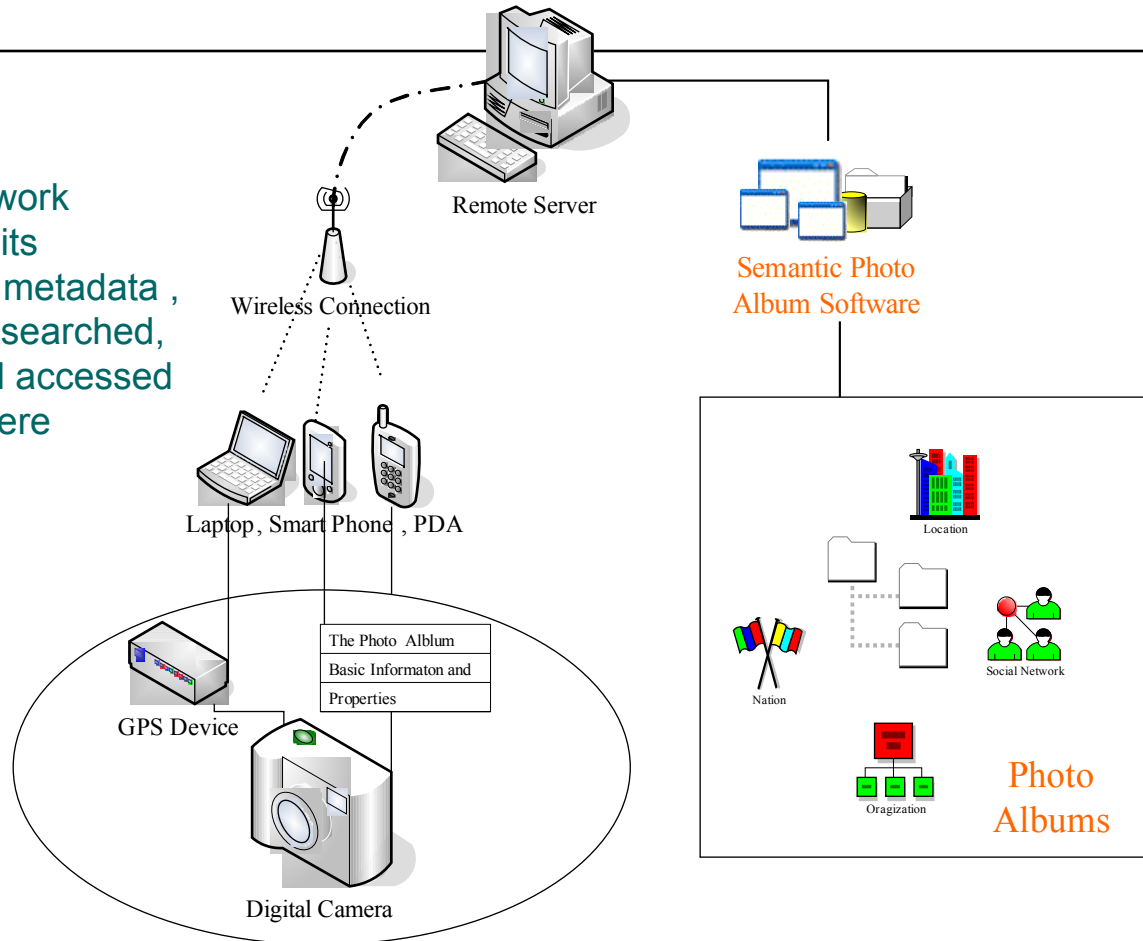 work
its
metadata ,
searched,
accessed
ere
Remote Server
Wireless Connection
Semantic Photo
Album Software
Laptop , Smart Phone , PDA
The Photo Alblum
Basic Informaton and
Properties
GPS Device
Digital Camera
Location
Nation
Social Network
Oragization
Photo
Albums